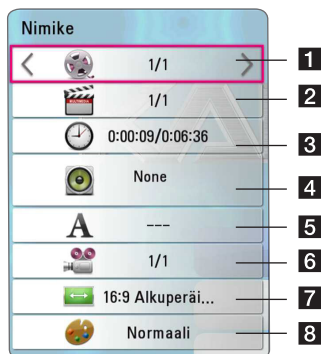 Nimike
1/1 1
1/1 2
0:00:09/0:06:36 3
None 4
A --- 5
1/1 6
16:9 Alkuperäi... 7
Normaali 8